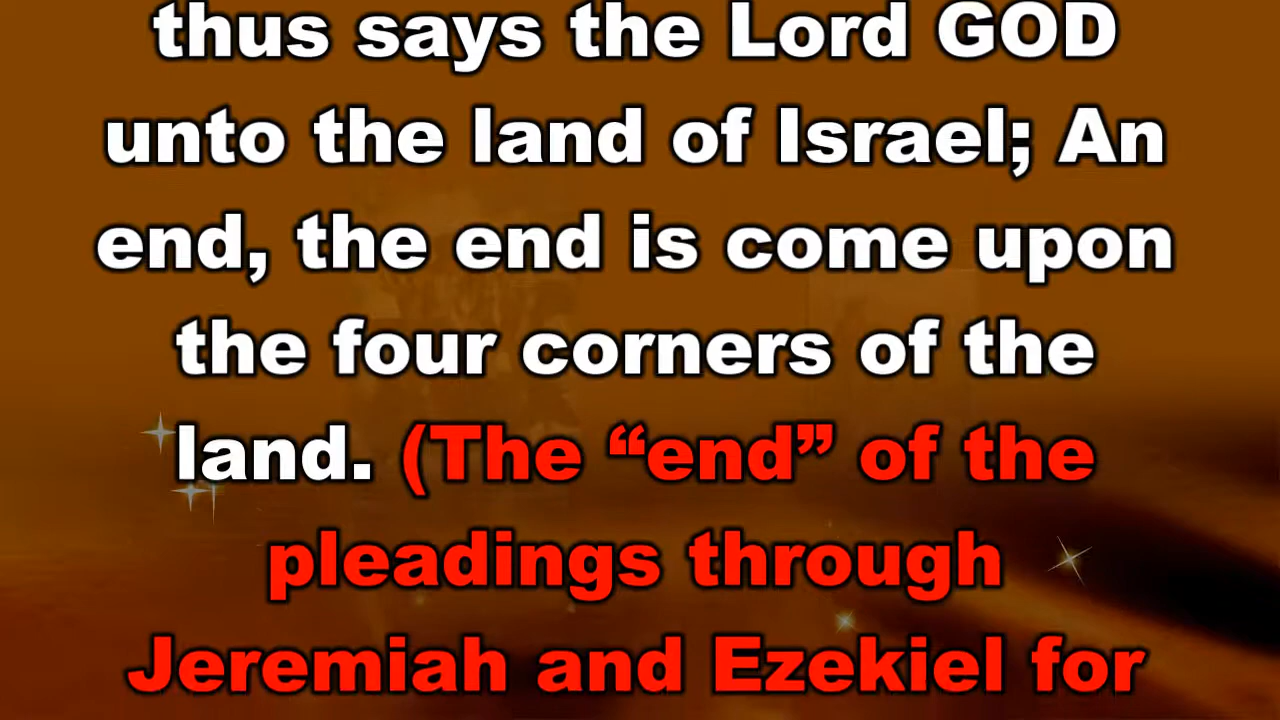 thus says the Lord GOD
unto the land of Israel; An
end, the end is come upon
the four corners of the
land. (The “end” of the
pleadings through
Jeremiah and Ezekiel for